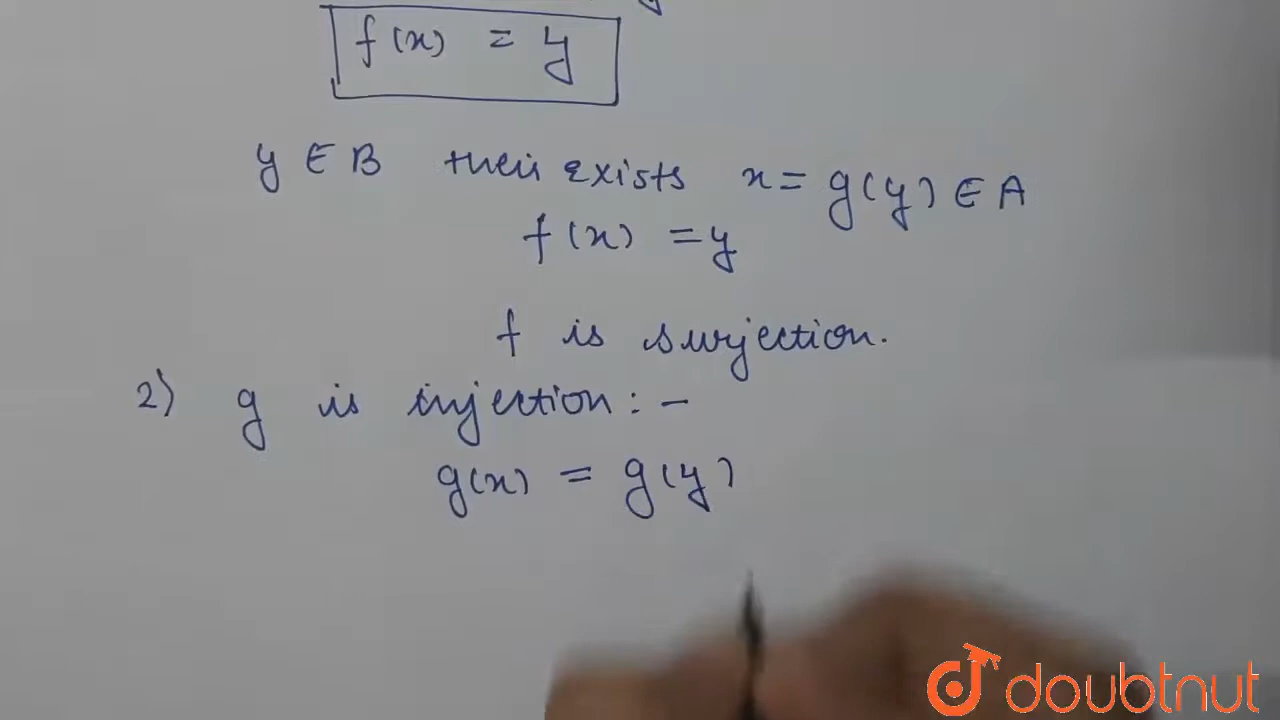 f(x) = y
y ∈ B their exists x = g(y) ∈ A
f(x) = y
f is surjection.
2) g is injection : -
g(x) = g(y)
doubtnut